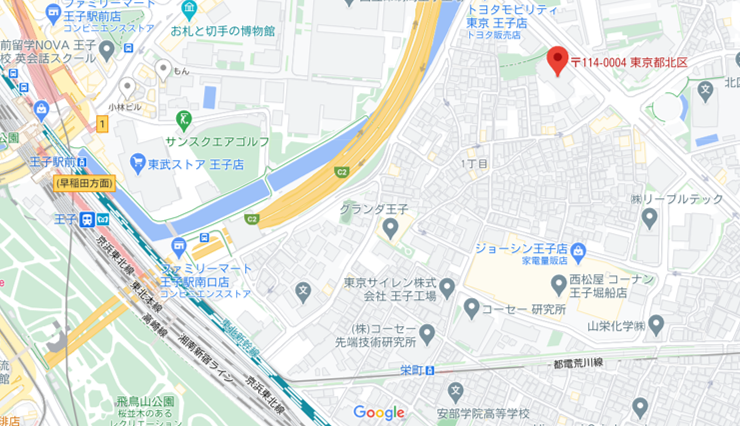 ファミリーマート
王子駅前店
コンビニエンスストア
お札と切手の博物館
トヨタモビリティ
東京 王子店
トヨタ販売店
前留学NOVA 王子
校 英会話スクール
もん
小林ビル
〒114-0004 東京都北区
北区
1
サンスクエアゴルフ
公園
王子駅前
東武ストア 王子店
(早稲田方面)
C2
1丁目
王子
C2
グランダ王子
㈱リーブルテック
ファミリーマート
王子駅南口店
コンビニエンスストア
ジョーシン王子店
家電量販店
京浜東北線
東北本線
高崎線
湘南新宿ライン
東北新幹線
京浜東北線
東京サイレン株式
会社 王子工場
西松屋 コーナン
王子堀船店
コーセー 研究所
山栄化学㈱
(株)コーセー
先端技術研究所
栄町
都電荒川線
流
館
飛鳥山公園
桜並木のある
レクリエーション
琲店
Google
安部学院高等学校